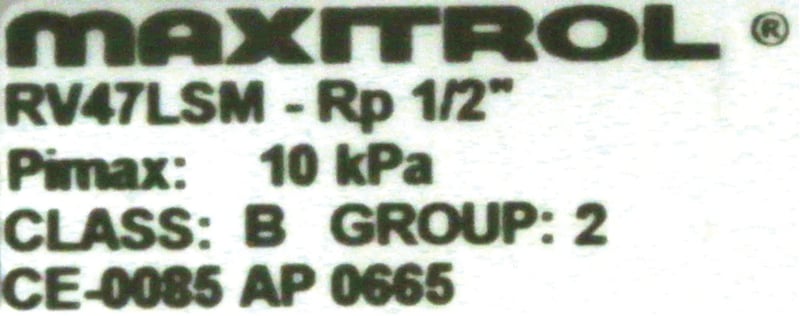 MAXITROL ®
RV47LSM - Rp 1/2"
Pimax: 10 kPa
CLASS: B GROUP: 2
CE-0085 AP 0665